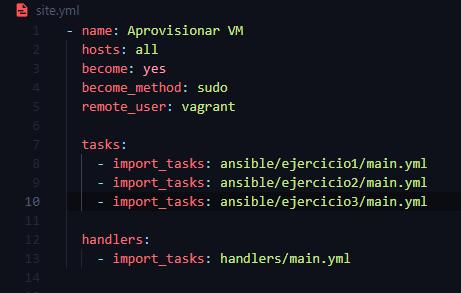 site.yml
1 - name: Aprovisionar VM
2 hosts: all
3 become: yes
4 become_method: sudo
5 remote_user: vagrant
6
7 tasks:
8 - import_tasks: ansible/ejercicio1/main.yml
9 - import_tasks: ansible/ejercicio2/main.yml
10 - import_tasks: ansible/ejercicio3/main.yml
11
12 handlers:
13 - import_tasks: handlers/main.yml
14